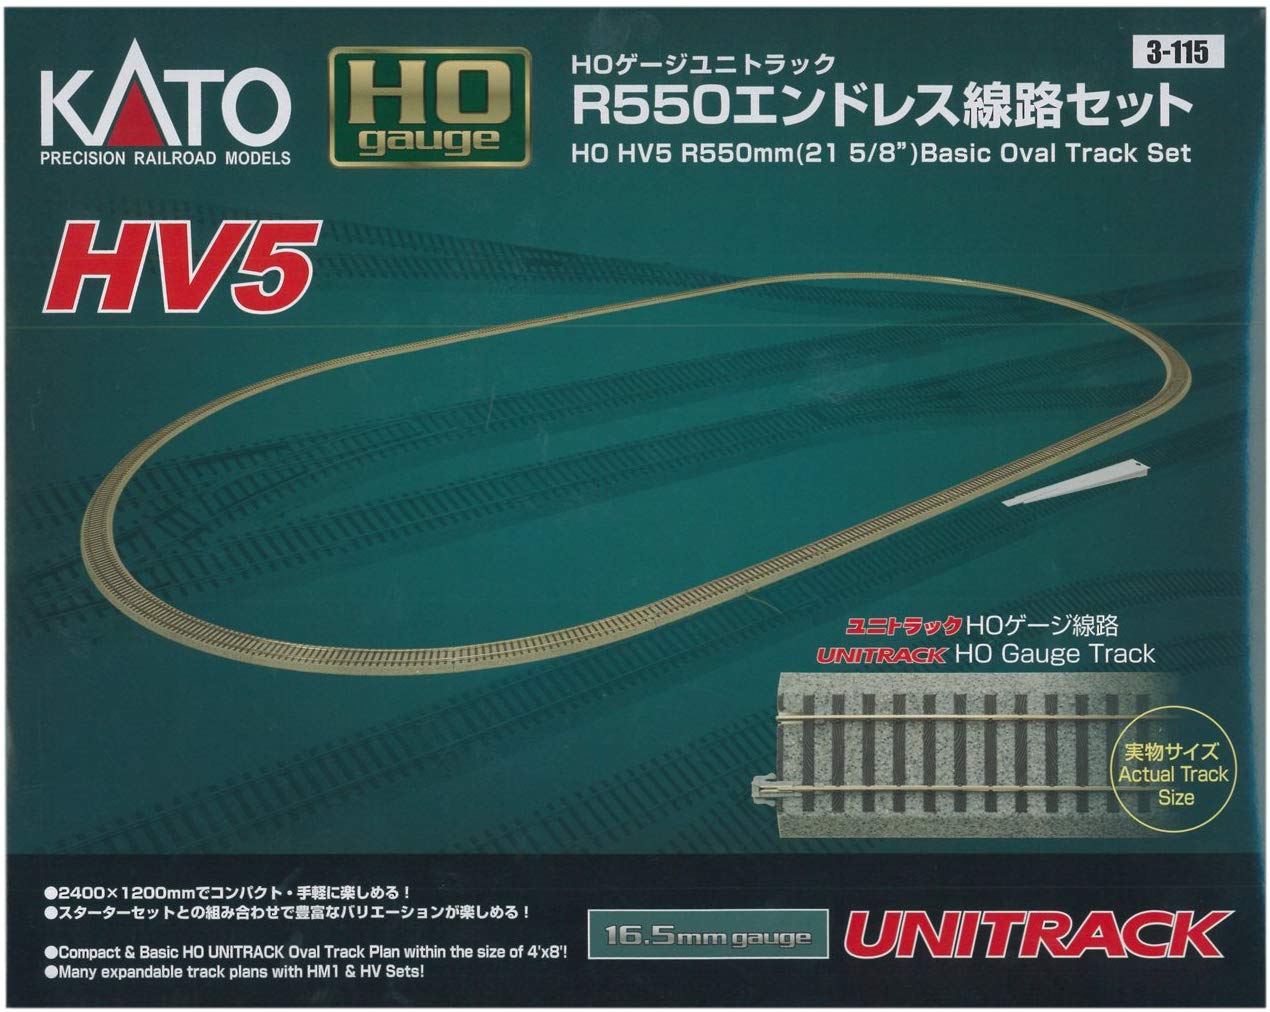 KATO
PRECISION RAILROAD MODELS
HO
gauge
HOゲージユニトラック
3-115
R550エンドレス線路セット
HO HV5 R550mm(21 5/8”)Basic Oval Track Set
HV5
ユニトラック HOゲージ線路
UNITRACK HO Gauge Track
実物サイズ
Actual Track
Size
●2400×1200mmでコンパクト・手軽に楽しめる！
●スターターセットとの組み合わせで豊富なバリエーションが楽しめる！
●Compact & Basic HO UNITRACK Oval Track Plan within the size of 4'x8'!
●Many expandable track plans with HM1 & HV Sets!
16.5mm gauge
UNITRACK